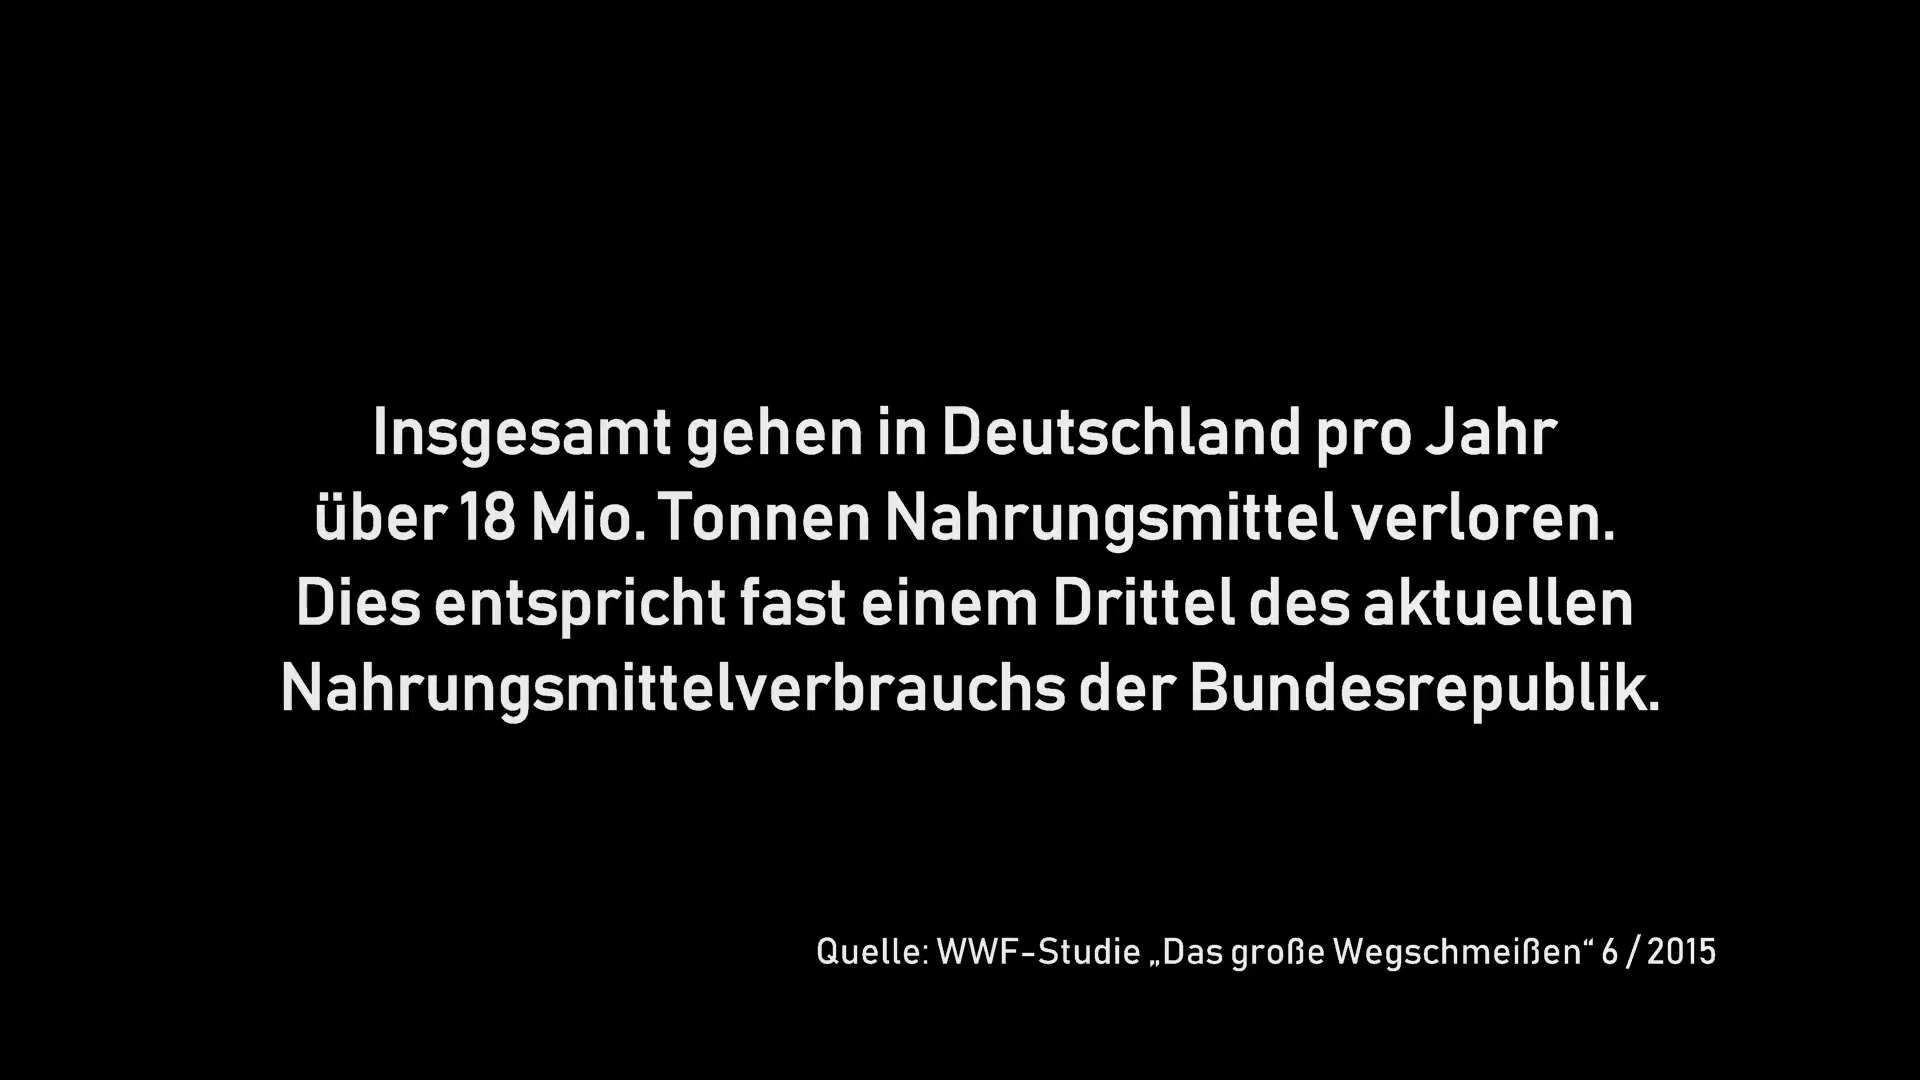 Insgesamt gehen in Deutschland pro Jahr
über 18 Mio. Tonnen Nahrungsmittel verloren.
Dies entspricht fast einem Drittel des aktuellen
Nahrungsmittelverbrauchs der Bundesrepublik.
Quelle: WWF-Studie „Das große Wegschmeißen“ 6 / 2015